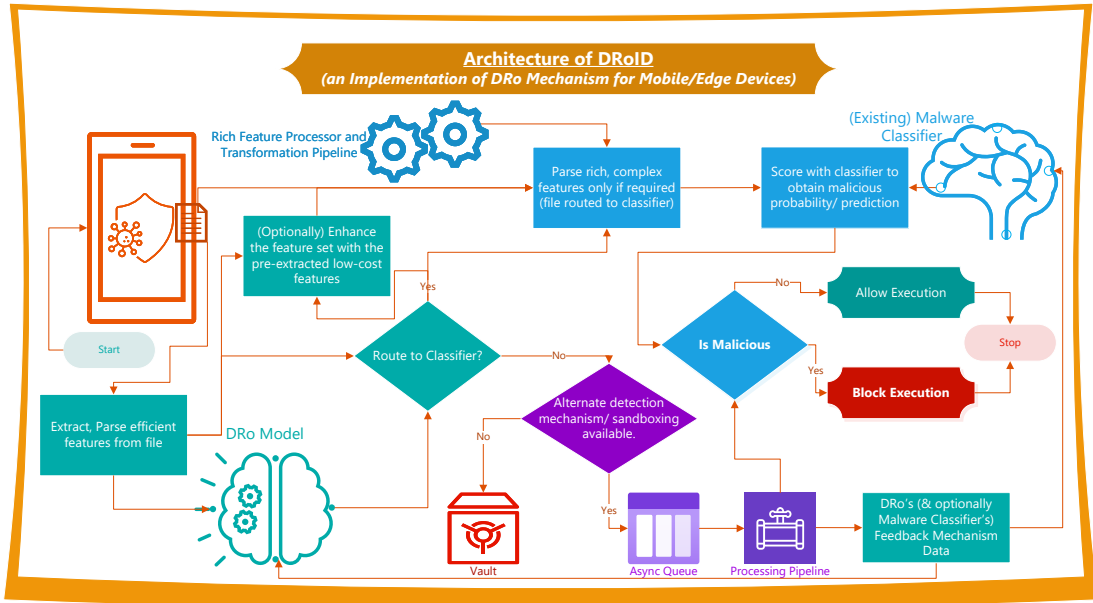 Architecture of DRoID
(an Implementation of DRo Mechanism for Mobile/Edge Devices)
Rich Feature Processor and
Transformation Pipeline
(Existing) Malware
Classifier
Parse rich, complex
features only if required
(file routed to classifier)
Score with classifier to
obtain malicious
probability/ prediction
(Optionally) Enhance
the feature set with the
pre-extracted low-cost
features
Yes
No
Allow Execution
Start
Route to Classifier?
No
Is Malicious
Stop
Yes
Block Execution
Extract, Parse efficient
features from file
DRo Model
Alternate detection
mechanism/ sandboxing
available.
No
Yes
DRo's (& optionally
Malware Classifier's)
Feedback Mechanism
Data
Vault
Async Queue
Processing Pipeline